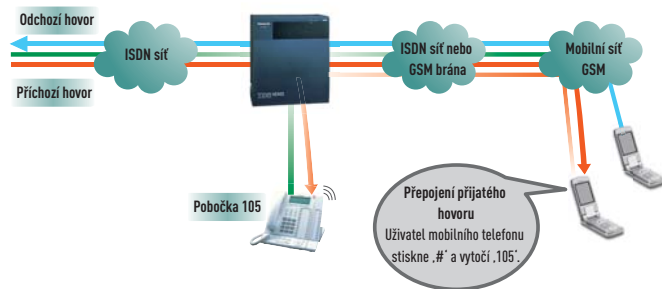 Odchozí hovor
ISDN síť
ISDN síť nebo
GSM brána
Mobilní síť
GSM
Příchozí hovor
Pobočka 105
Přepojení přijatého
hovoru
Uživatel mobilního telefonu
stiskne ‚#‘ a vytočí ‚105‘.